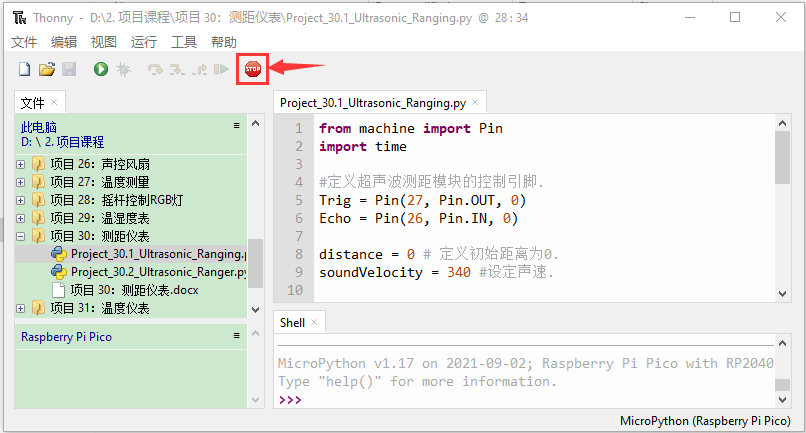 Thonny - D:\2. 项目课程\项目 30：测距仪表\Project_30.1_Ultrasonic_Ranging.py @ 28:34
文件 编辑 视图 运行 工具 帮助
STOP
文件
此电脑
D: \ 2. 项目课程
项目 26：声控风扇
项目 27：温度测量
项目 28：摇杆控制RGB灯
项目 29：温湿度表
项目 30：测距仪表
Project_30.1_Ultrasonic_Ranging.p
Project_30.2_Ultrasonic_Ranger.py
项目 30：测距仪表.docx
项目 31：温度仪表
Raspberry Pi Pico
Project_30.1_Ultrasonic_Ranging.py
1 from machine import Pin
2 import time
3
4 #定义超声波测距模块的控制引脚.
5 Trig = Pin(27, Pin.OUT, 0)
6 Echo = Pin(26, Pin.IN, 0)
7
8 distance = 0 # 定义初始距离为0.
9 soundVelocity = 340 #设定声速.
10
Shell
MicroPython v1.17 on 2021-09-02; Raspberry Pi Pico with RP2040
Type "help()" for more information.
>>>
MicroPython (Raspberry Pi Pico)